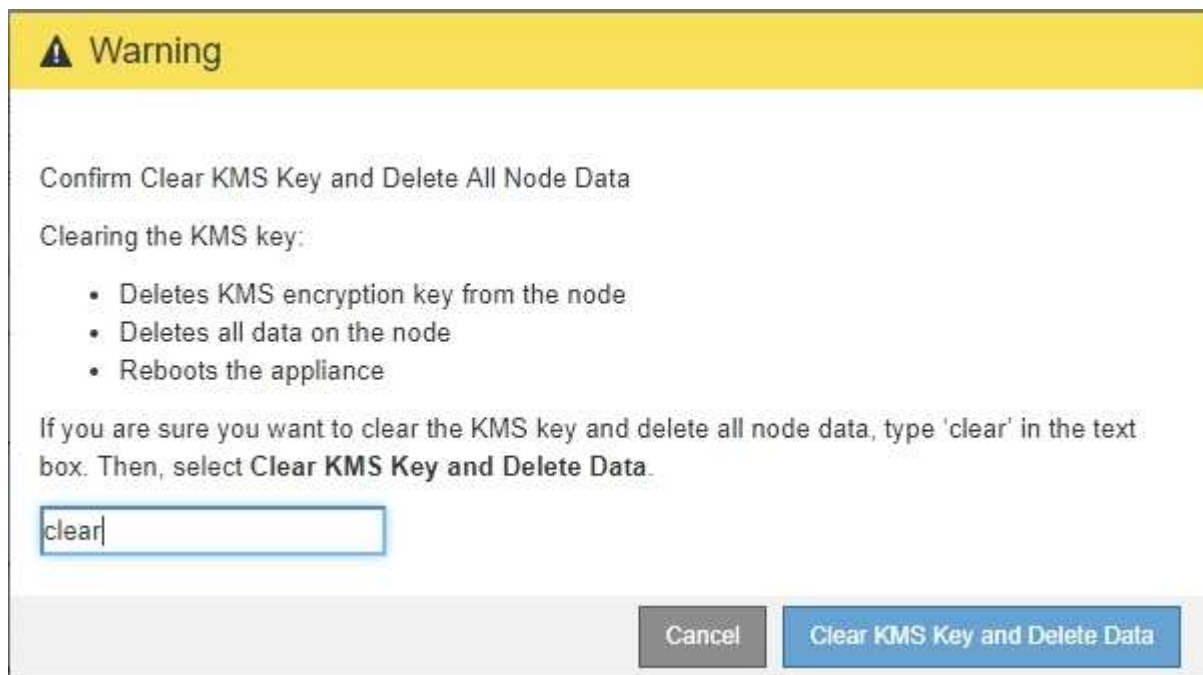 Warning
Confirm Clear KMS Key and Delete All Node Data
Clearing the KMS key:
• Deletes KMS encryption key from the node
• Deletes all data on the node
• Reboots the appliance
If you are sure you want to clear the KMS key and delete all node data, type ‘clear’ in the text
box. Then, select Clear KMS Key and Delete Data.
clear
Cancel Clear KMS Key and Delete Data